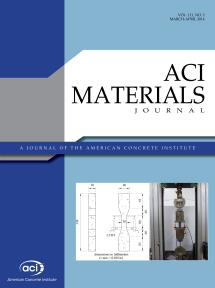 VOL. 111, NO. 2
MARCH-APRIL 2014
ACI
MATERIALS
JOURNAL
A JOURNAL OF THE AMERICAN CONCRETE INSTITUTE
aci
American Concrete Institute